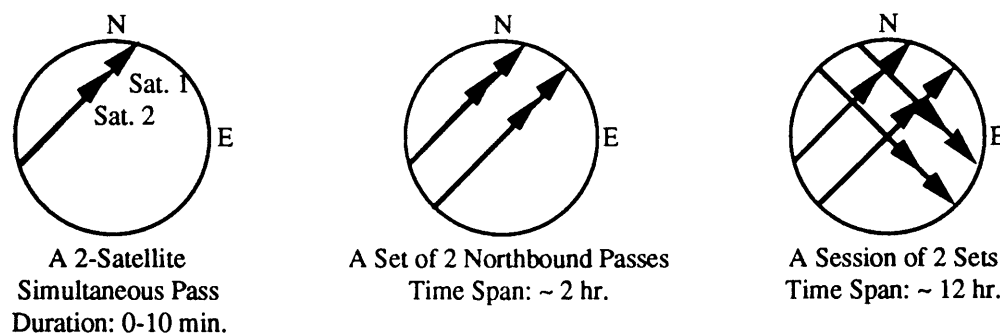 N
Sat. 1
Sat. 2
E
A 2-Satellite
Simultaneous Pass
Duration: 0-10 min.
N
E
A Set of 2 Northbound Passes
Time Span: ~ 2 hr.
N
E
A Session of 2 Sets
Time Span: ~ 12 hr.